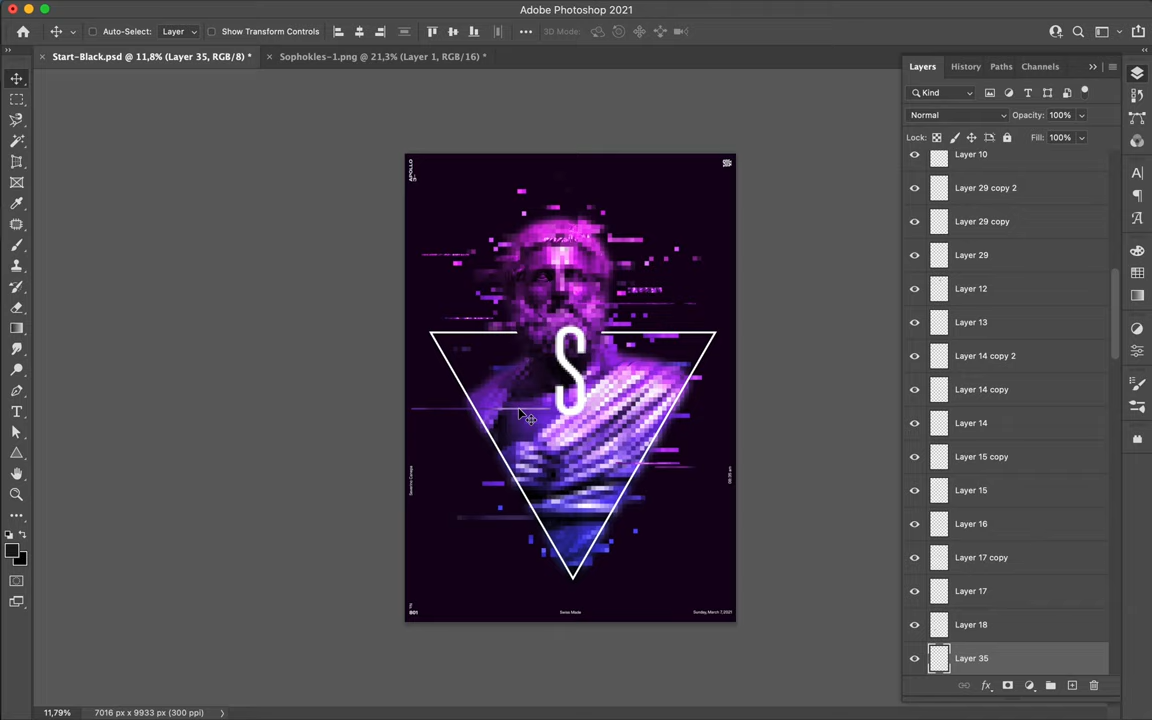 Adobe Photoshop 2021
Auto-Select: Layer Show Transform Controls 3D Mode:
Start-Black.psd @ 11,8% (Layer 35, RGB/8) *
Sophokles-1.png @ 21,3% (Layer 1, RGB/16) *
Layers History Paths Channels
Kind
Normal Opacity: 100%
Lock: Fill: 100%
Layer 10
Layer 29 copy 2
Layer 29 copy
Layer 29
Layer 12
Layer 13
Layer 14 copy 2
Layer 14 copy
Layer 14
Layer 15 copy
Layer 15
Layer 16
Layer 17 copy
Layer 17
Layer 18
Layer 35
APOLLO
S
Severino Canepa
001
Swiss Made
Sunday, March 7, 2021
11,79% 7016 px x 9933 px (300 ppi)